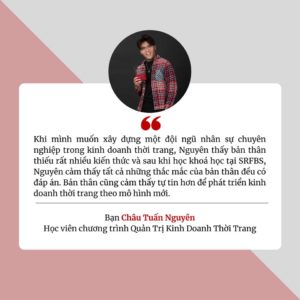 Khi mình muốn xây dựng một đội ngũ nhân sự chuyên
nghiệp trong kinh doanh thời trang, Nguyên thấy bản thân
thiếu rất nhiều kiến thức và sau khi học khoá học tại SRFBS,
Nguyên cảm thấy tất cả những thắc mắc của bản thân đều có
đáp án. Bản thân cũng cảm thấy tự tin hơn để phát triển kinh
doanh thời trang theo mô hình mới.
Bạn Châu Tuấn Nguyên
Học viên chương trình Quản Trị Kinh Doanh Thời Trang